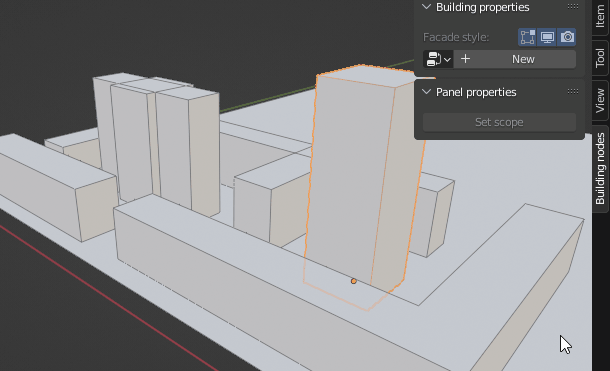 Building properties
Facade style:
New
Panel properties
Set scope
Item
Tool
View
Building nodes